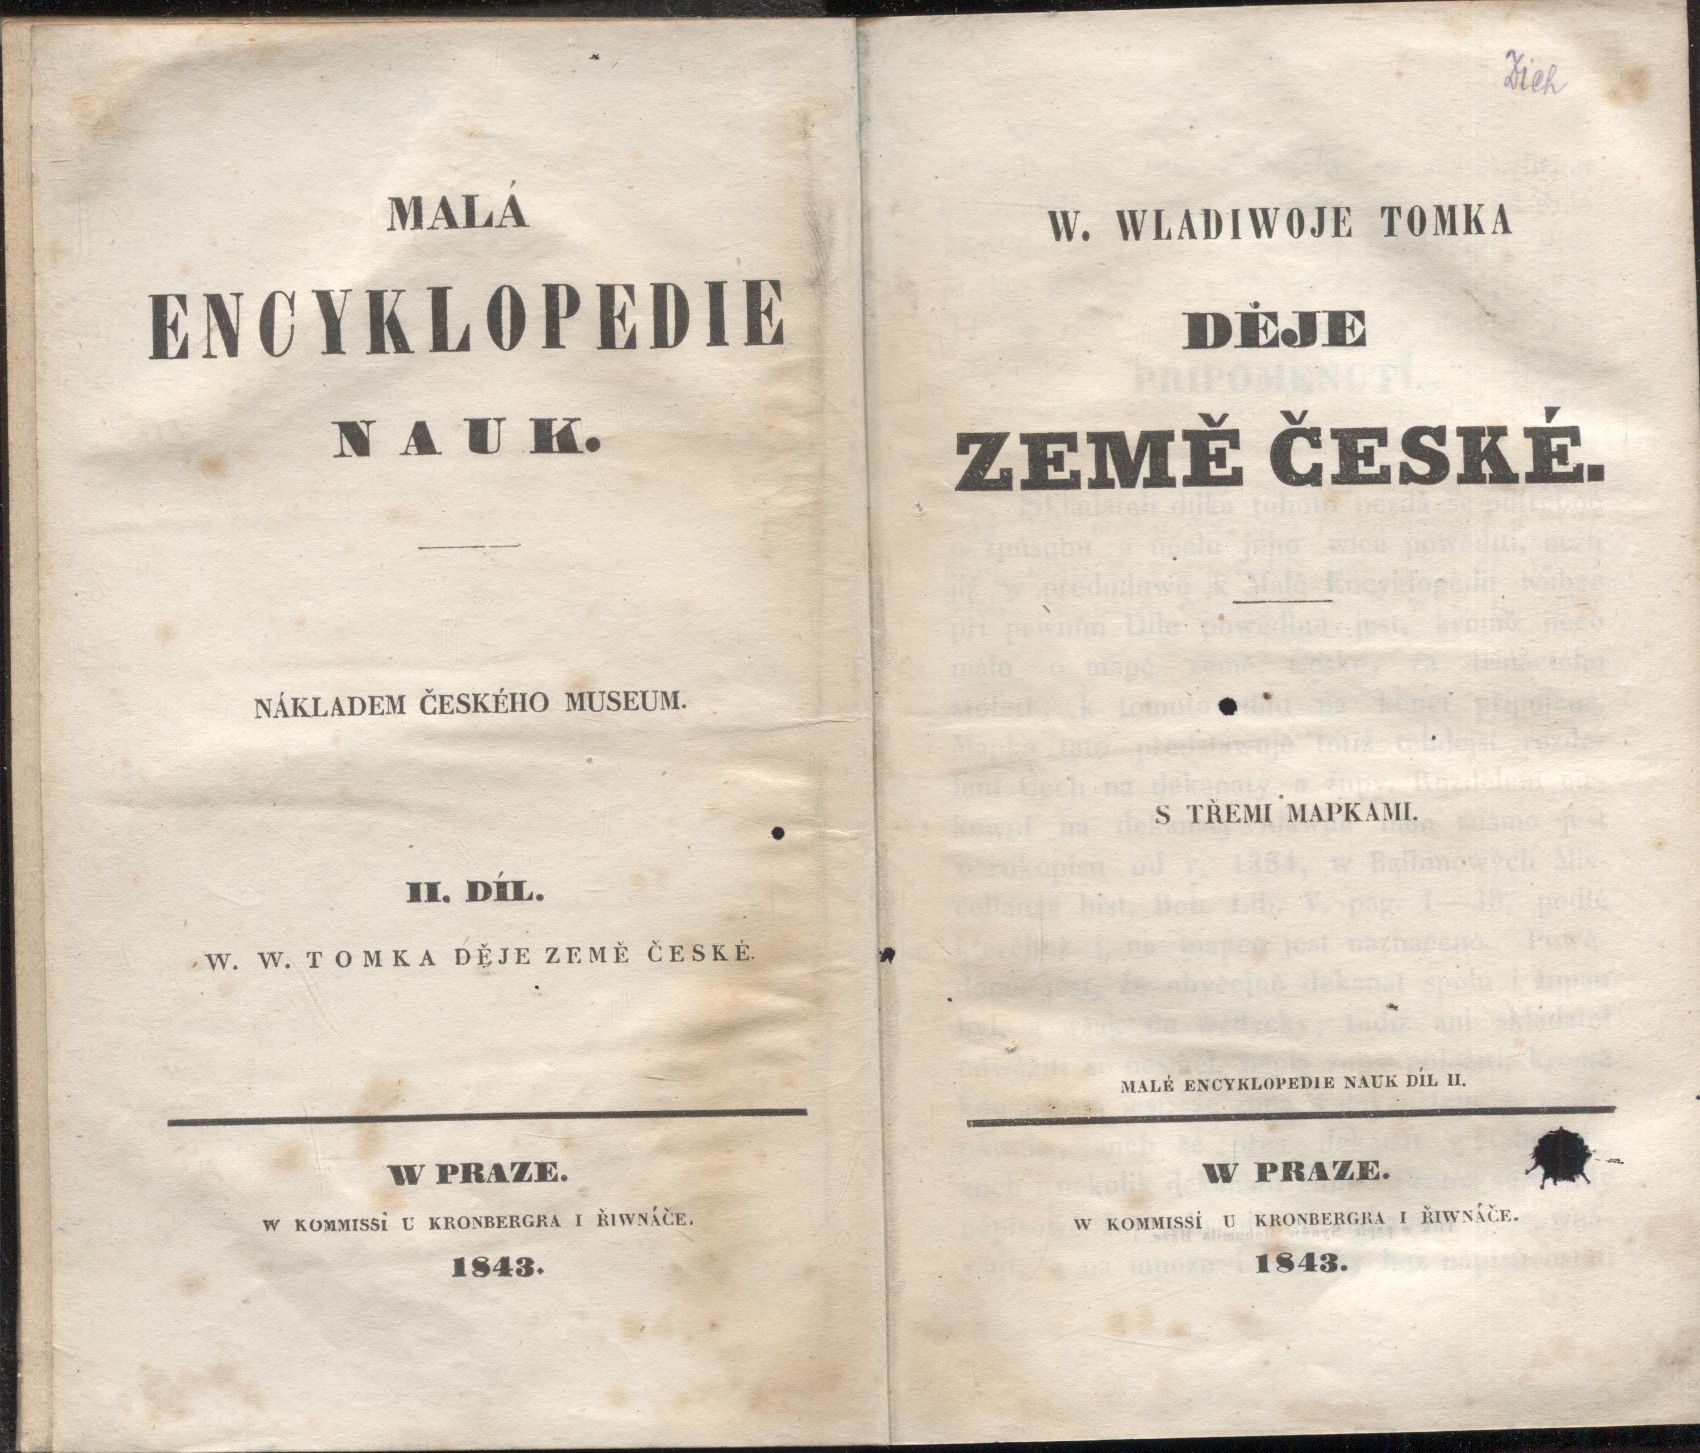 MALÁ
ENCYKLOPEDIE
NAUK.
NÁKLADEM ČESKÉHO MUSEUM.
II. DÍL.
W. W. TOMKA DĚJE ZEMĚ ČESKÉ.
W PRAZE.
W KOMMISSÍ U KRONBERGRA I ŘIWNÁČE.
1843.
Zich
W. WLADIWOJE TOMKA
DĚJE
ZEMĚ ČESKÉ.
S TŘEMI MAPKAMI.
MALÉ ENCYKLOPEDIE NAUK DÍL II.
W PRAZE.
W KOMMISSÍ U KRONBERGRA I ŘIWNÁČE.
1843.